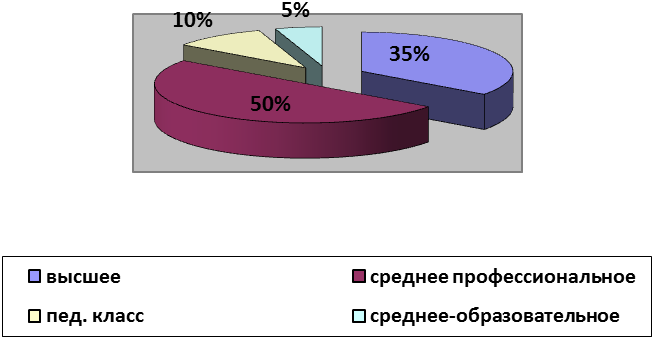 5%
10%
35%
50%
высшее
среднее профессиональное
пед. класс
среднее-образовательное